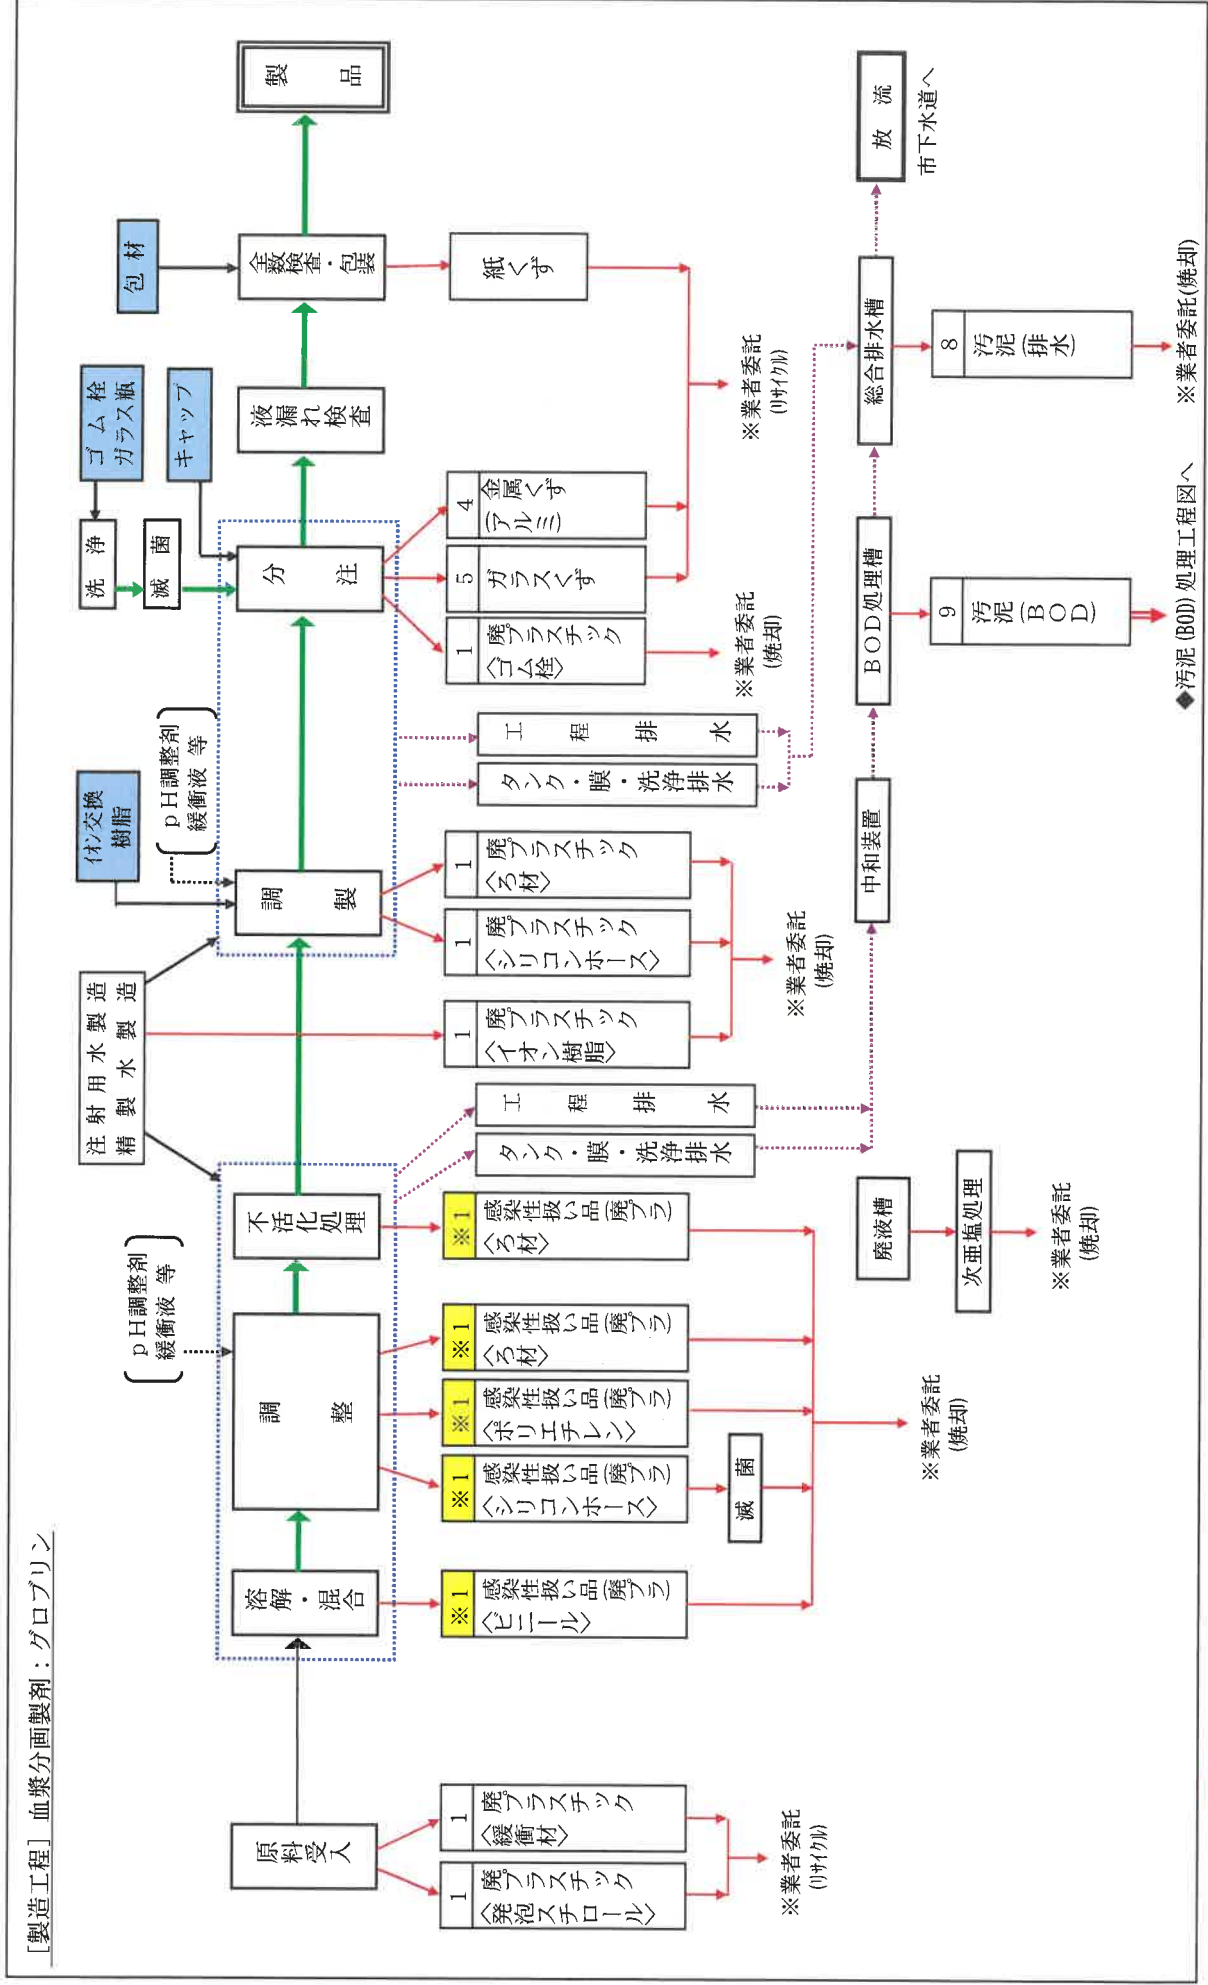 ［製造工程］ 血漿分画製剤：グロブリン
原料受入
1
廃プラスチック
〈発泡スチロール〉
1
廃プラスチック
〈緩衝材〉
※業者委託
(ﾘｻｲｸﾙ)
溶解・混合
※1
感染性扱い品(廃プラ)
〈ビニール〉
pH調整剤
緩衝液 等
調整
※1
感染性扱い品(廃プラ)
〈シリコンホース〉
滅菌
※1
感染性扱い品(廃プラ)
〈ポリエチレン〉
※1
感染性扱い品(廃プラ)
〈ろ材〉
不活化処理
※1
感染性扱い品(廃プラ)
〈ろ材〉
※業者委託
(焼却)
廃液槽
次亜塩処理
※業者委託
(焼却)
注射用水製造
精製水製造
タンク・膜・洗浄排水
工程排水
1
廃プラスチック
〈イオン樹脂〉
ｲｵﾝ交換
樹脂
pH調整剤
緩衝液 等
調製
1
廃プラスチック
〈シリコンホース〉
1
廃プラスチック
〈ろ材〉
※業者委託
(焼却)
タンク・膜・洗浄排水
工程排水
ゴム栓
ガラス瓶
洗浄
滅菌
キャップ
分注
1
廃プラスチック
〈ゴム栓〉
※業者委託
(焼却)
5
ガラスくず
4
金属くず
(アルミ)
液漏れ検査
包材
全数検査・包装
紙くず
※業者委託
(ﾘｻｲｸﾙ)
製品
中和装置
BOD処理槽
9
汚泥
(BOD)
◆汚泥(BOD)処理工程図へ
総合排水槽
8
汚泥
(排水)
※業者委託(焼却)
放流
市下水道へ